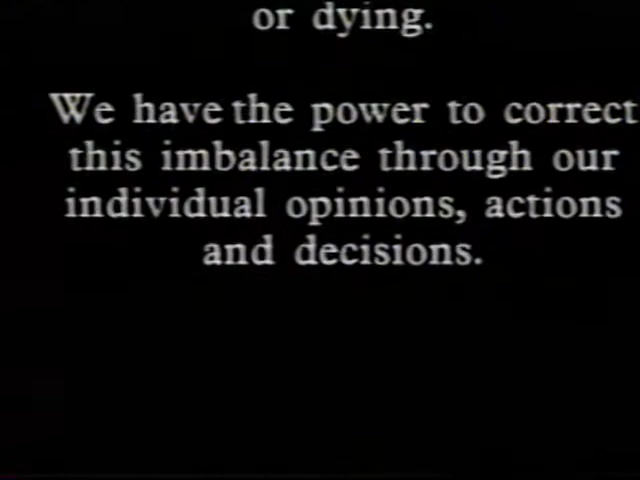 or dying.
We have the power to correct
this imbalance through our
individual opinions, actions
and decisions.